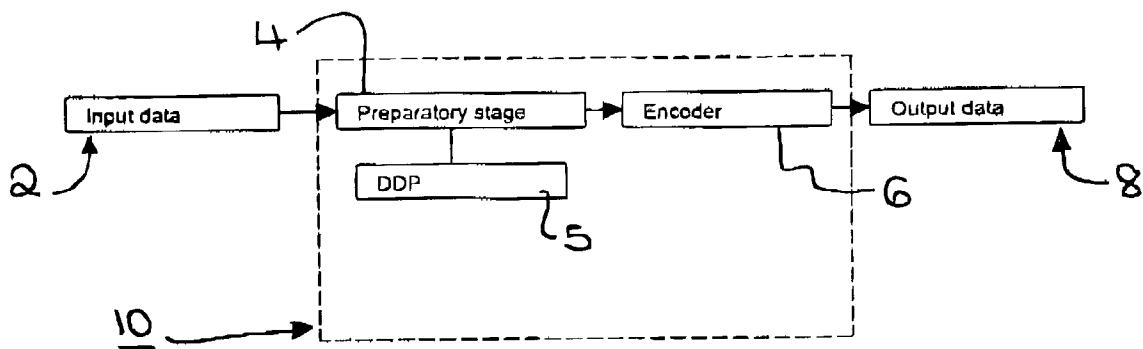 4
Input data
Preparatory stage
Encoder
Output data
2
DDP
5
6
8
10